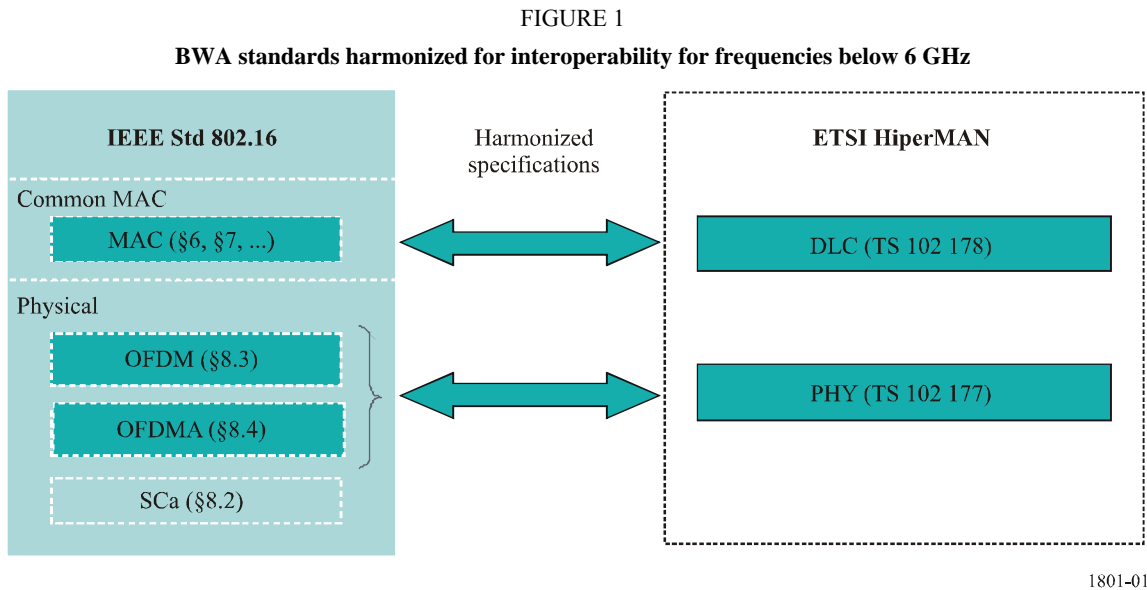 FIGURE 1
BWA standards harmonized for interoperability for frequencies below 6 GHz
IEEE Std 802.16
Harmonized
specifications
ETSI HiperMAN
Common MAC
MAC (§6, §7, ...)
DLC (TS 102 178)
Physical
OFDM (§8.3)
PHY (TS 102 177)
OFDMA (§8.4)
SCa (§8.2)
1801-01